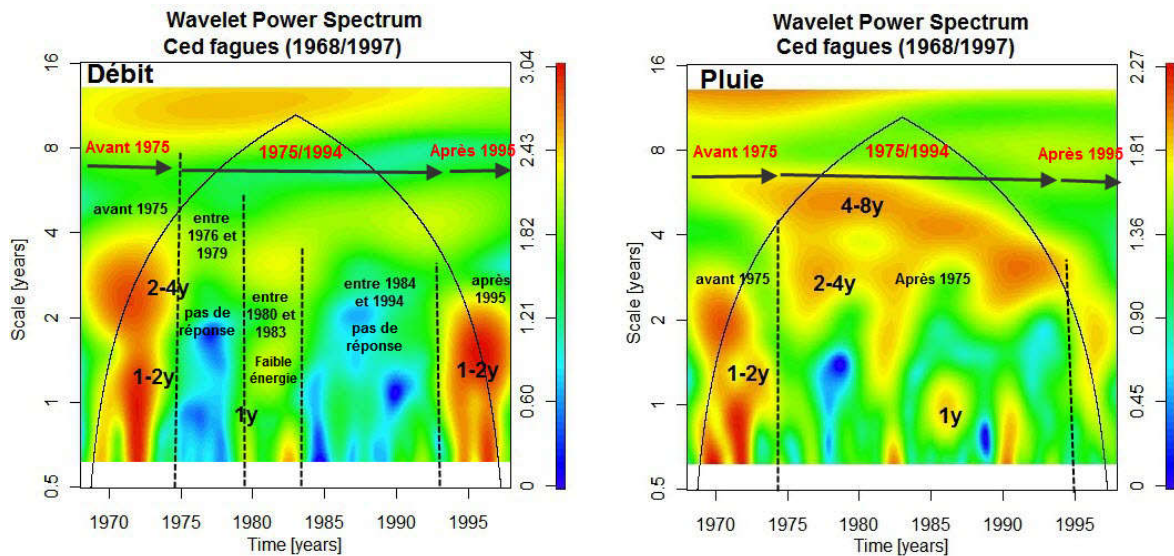 Wavelet Power Spectrum
Ced fagues (1968/1997)
Débit
Avant 1975
1975/1994
Après 1995
avant 1975
entre
1976 et
1979
2-4y
pas de
réponse
entre
1980 et
1983
Faible
énergie
entre 1984
et 1994
pas de
réponse
après
1995
1-2y
1-2y
1y
Scale [years]
16
8
4
2
1
0.5
1970
1975
1980
1985
1990
1995
Time [years]
3.04
2.43
1.82
1.21
0.60
0
Wavelet Power Spectrum
Ced fagues (1968/1997)
Pluie
Avant 1975
1975/1994
Après 1995
4-8y
avant 1975
2-4y
Après 1975
1-2y
1y
Scale [years]
16
8
4
2
1
0.5
1970
1975
1980
1985
1990
1995
Time [years]
2.27
1.81
1.36
0.90
0.45
0